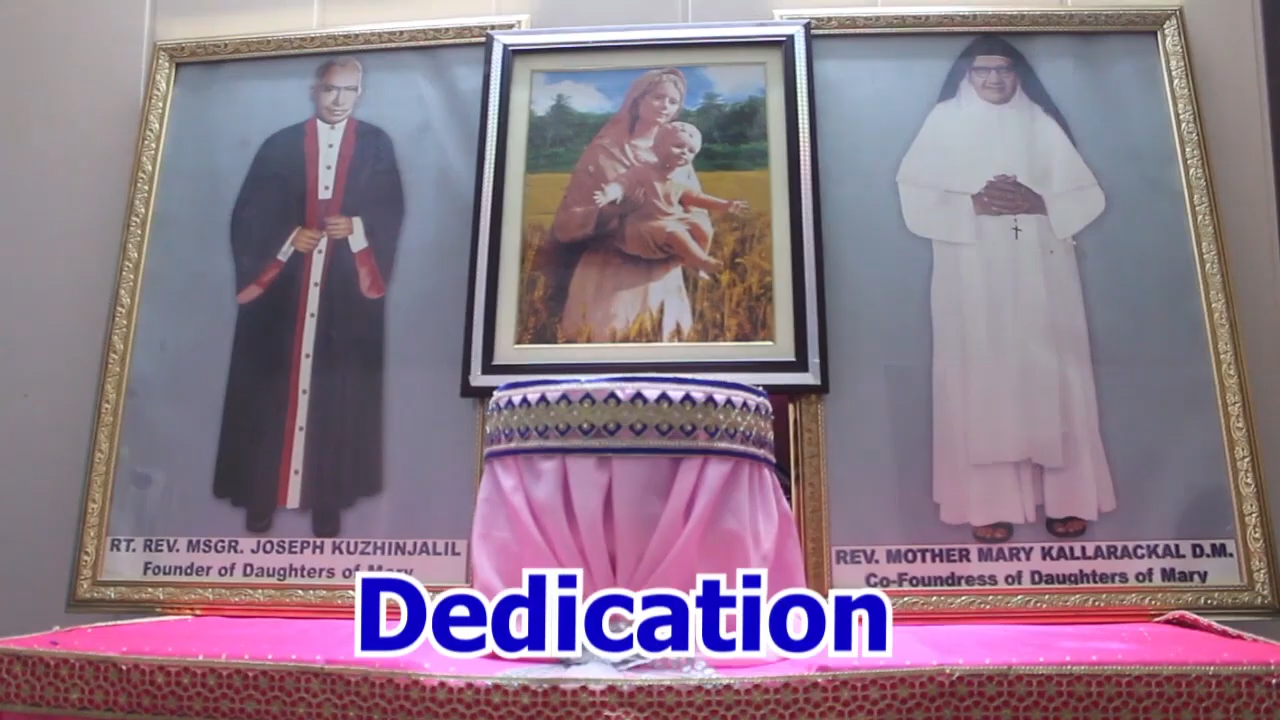 RT. REV. MSGR. JOSEPH KUZHINJALIL
Founder of Daughters of Mary
REV. MOTHER MARY KALLARACKAL D.M.
Co-Foundress of Daughters of Mary
Dedication